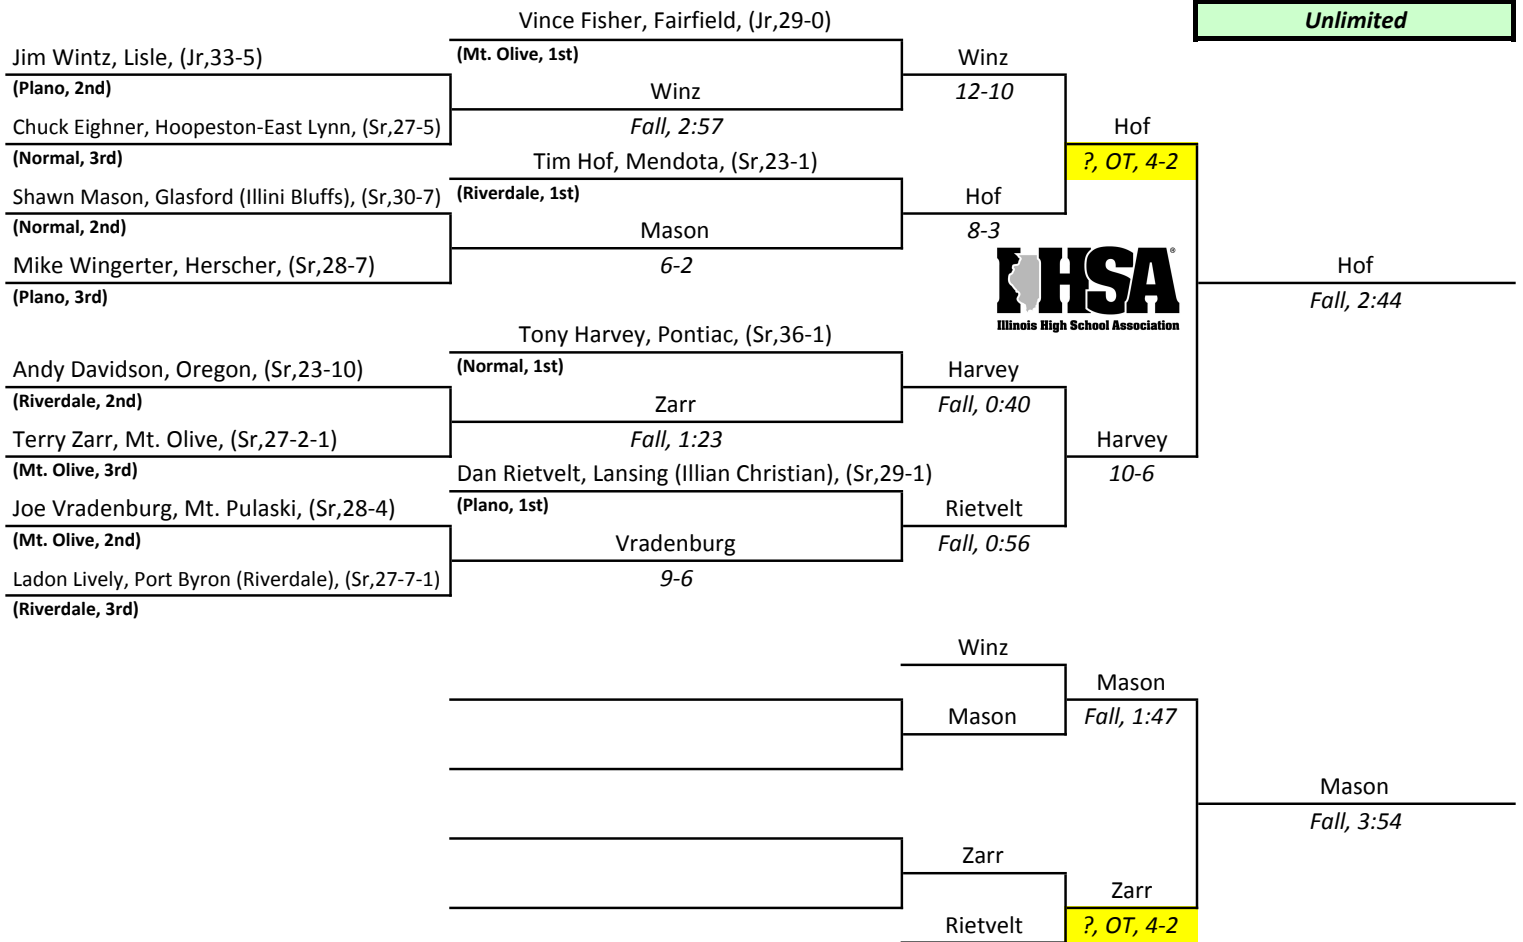 Vince Fisher, Fairfield, (Jr,29-0)
Unlimited
Jim Wintz, Lisle, (Jr,33-5)
(Mt. Olive, 1st)
Winz
(Plano, 2nd)
Winz
12-10
Chuck Eighner, Hoopeston-East Lynn, (Sr,27-5)
Fall, 2:57
Hof
(Normal, 3rd)
Tim Hof, Mendota, (Sr,23-1)
?, OT, 4-2
Shawn Mason, Glasford (Illini Bluffs), (Sr,30-7)
(Riverdale, 1st)
Hof
(Normal, 2nd)
Mason
8-3
Mike Wingerter, Herscher, (Sr,28-7)
6-2
IHSA
Hof
(Plano, 3rd)
Fall, 2:44
Illinois High School Association
Tony Harvey, Pontiac, (Sr,36-1)
Andy Davidson, Oregon, (Sr,23-10)
(Normal, 1st)
Harvey
(Riverdale, 2nd)
Zarr
Fall, 0:40
Terry Zarr, Mt. Olive, (Sr,27-2-1)
Fall, 1:23
Harvey
(Mt. Olive, 3rd)
Dan Rietvelt, Lansing (Illian Christian), (Sr,29-1)
10-6
Joe Vradenburg, Mt. Pulaski, (Sr,28-4)
(Plano, 1st)
Rietvelt
(Mt. Olive, 2nd)
Vradenburg
Fall, 0:56
Ladon Lively, Port Byron (Riverdale), (Sr,27-7-1)
9-6
(Riverdale, 3rd)
Winz
Mason
Mason
Fall, 1:47
Mason
Fall, 3:54
Zarr
Zarr
Rietvelt
?, OT, 4-2